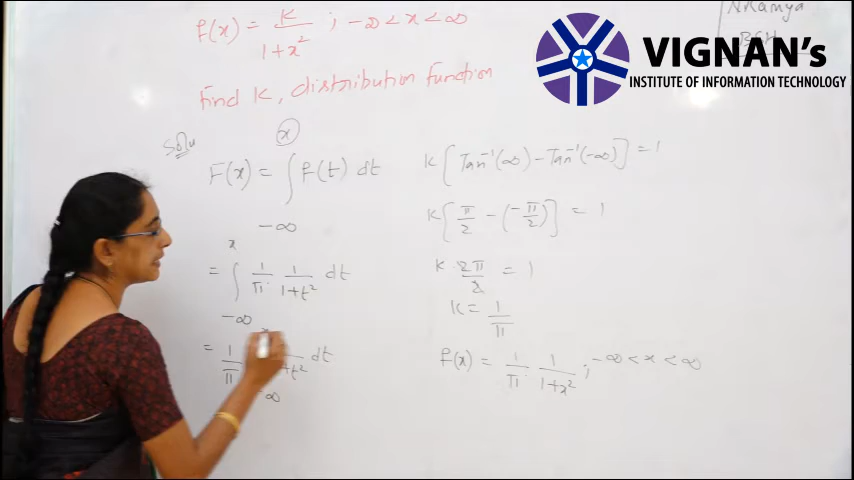 f(x) = K / 1+x² ; -∞ < x < ∞
Find K, distribution function
VIGNAN's
INSTITUTE OF INFORMATION TECHNOLOGY
Solu
F(x) = ∫_{-∞}^{x} f(t) dt
= ∫_{-∞}^{x} 1/π · 1/1+t² dt
= 1/π dt
K[Tan⁻¹(∞) - Tan⁻¹(-∞)] = 1
K[π/2 - (-π/2)] = 1
K · 2π/2 = 1
K = 1/π
f(x) = 1/π · 1/1+x² ; -∞ < x < ∞